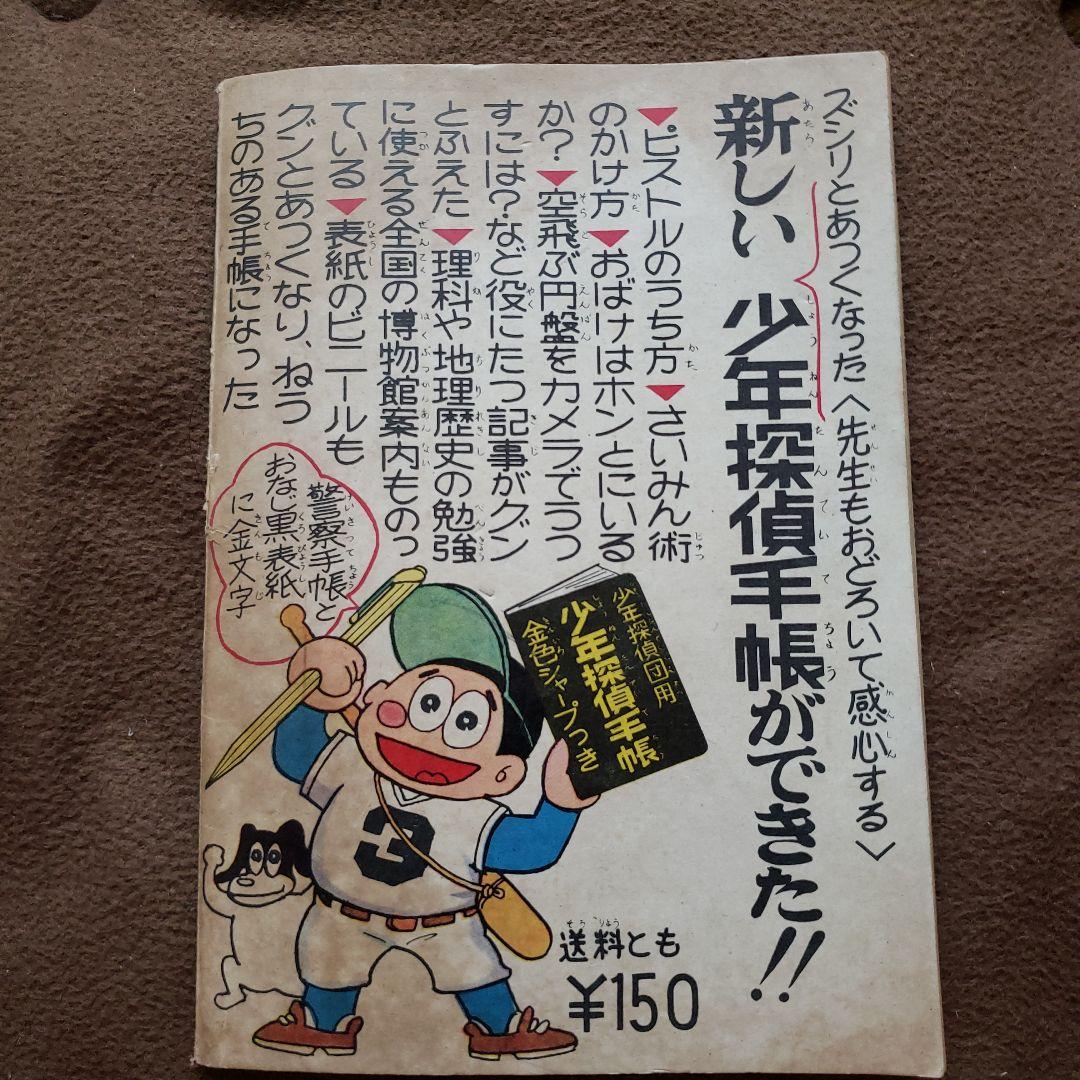 ズシリとあつくなった〈先生もおどろいて、感心する〉
新しい少年探偵手帳ができた!!
▼ピストルのうち方▼さいみん術
のかけ方▼おばけはホンとにいる
か?▼空飛ぶ円盤をカメラでうつ
すには?など役にたつ記事がグン
とふえた▼理科や地理歴史の勉強
に使える全国の博物館案内ものっ
ている▼表紙のビニールも
グンとあつくなり、ねう
ちのある手帳になった
警察手帳と
おなじ黒表紙
に金文字
少年探偵団用
少年探偵手帳
金色シャープつき
3
送料とも
¥150